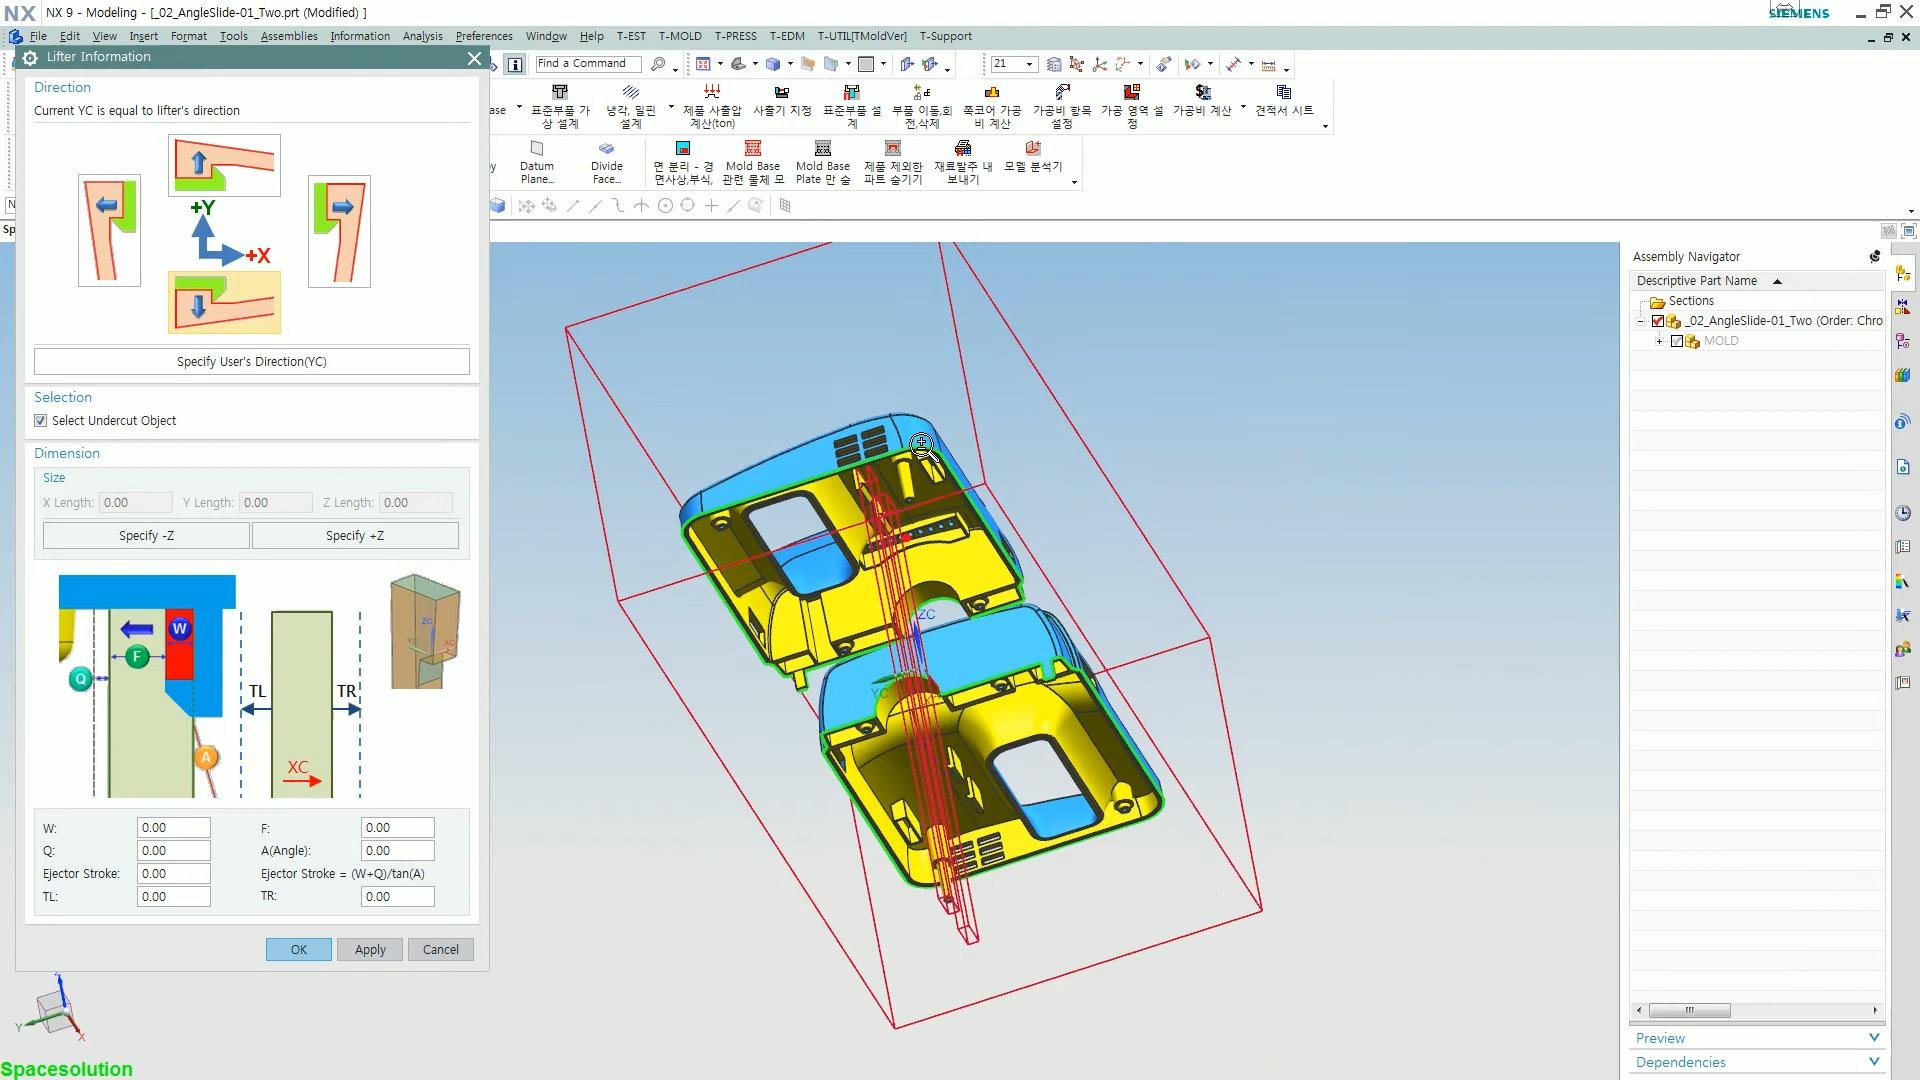 NX NX 9 - Modeling - [_02_AngleSlide-01_Two.prt (Modified) ]
SIEMENS
File Edit View Insert Format Tools Assemblies Information Analysis Preferences Window Help T-EST T-MOLD T-PRESS T-EDM T-UTIL[TMoldVer] T-Support
Lifter Information
Find a Command
21
Direction
Current YC is equal to lifter's direction
표준부품 가상 설계
냉각, 밀핀 설계
제품 사출압 계산(ton)
사출기 지정
표준부품 설계
부품 이동,회전,삭제
쪽코어 가공비 계산
가공비 항목 설정
가공 영역 설정
가공비 계산
견적서 시트
Datum Plane...
Divide Face...
면 분리 - 경면사상,부식,
Mold Base 관련 물체 모
Mold Base Plate 만 숨
제품 제외한 파트 숨기기
재료발주 내보내기
모델 분석기
+Y
+X
Specify User's Direction(YC)
Selection
Select Undercut Object
Dimension
Size
X Length: 0.00 Y Length: 0.00 Z Length: 0.00
Specify -Z Specify +Z
W
F
Q
A
TL TR
XC
ZC
YC
XC
W: 0.00 F: 0.00
Q: 0.00 A(Angle): 0.00
Ejector Stroke: 0.00 Ejector Stroke = (W+Q)/tan(A)
TL: 0.00 TR: 0.00
OK Apply Cancel
ZC
YC
Z
Y
X
Spacesolution
Assembly Navigator
Descriptive Part Name
Sections
_02_AngleSlide-01_Two (Order: Chro
MOLD
Preview
Dependencies